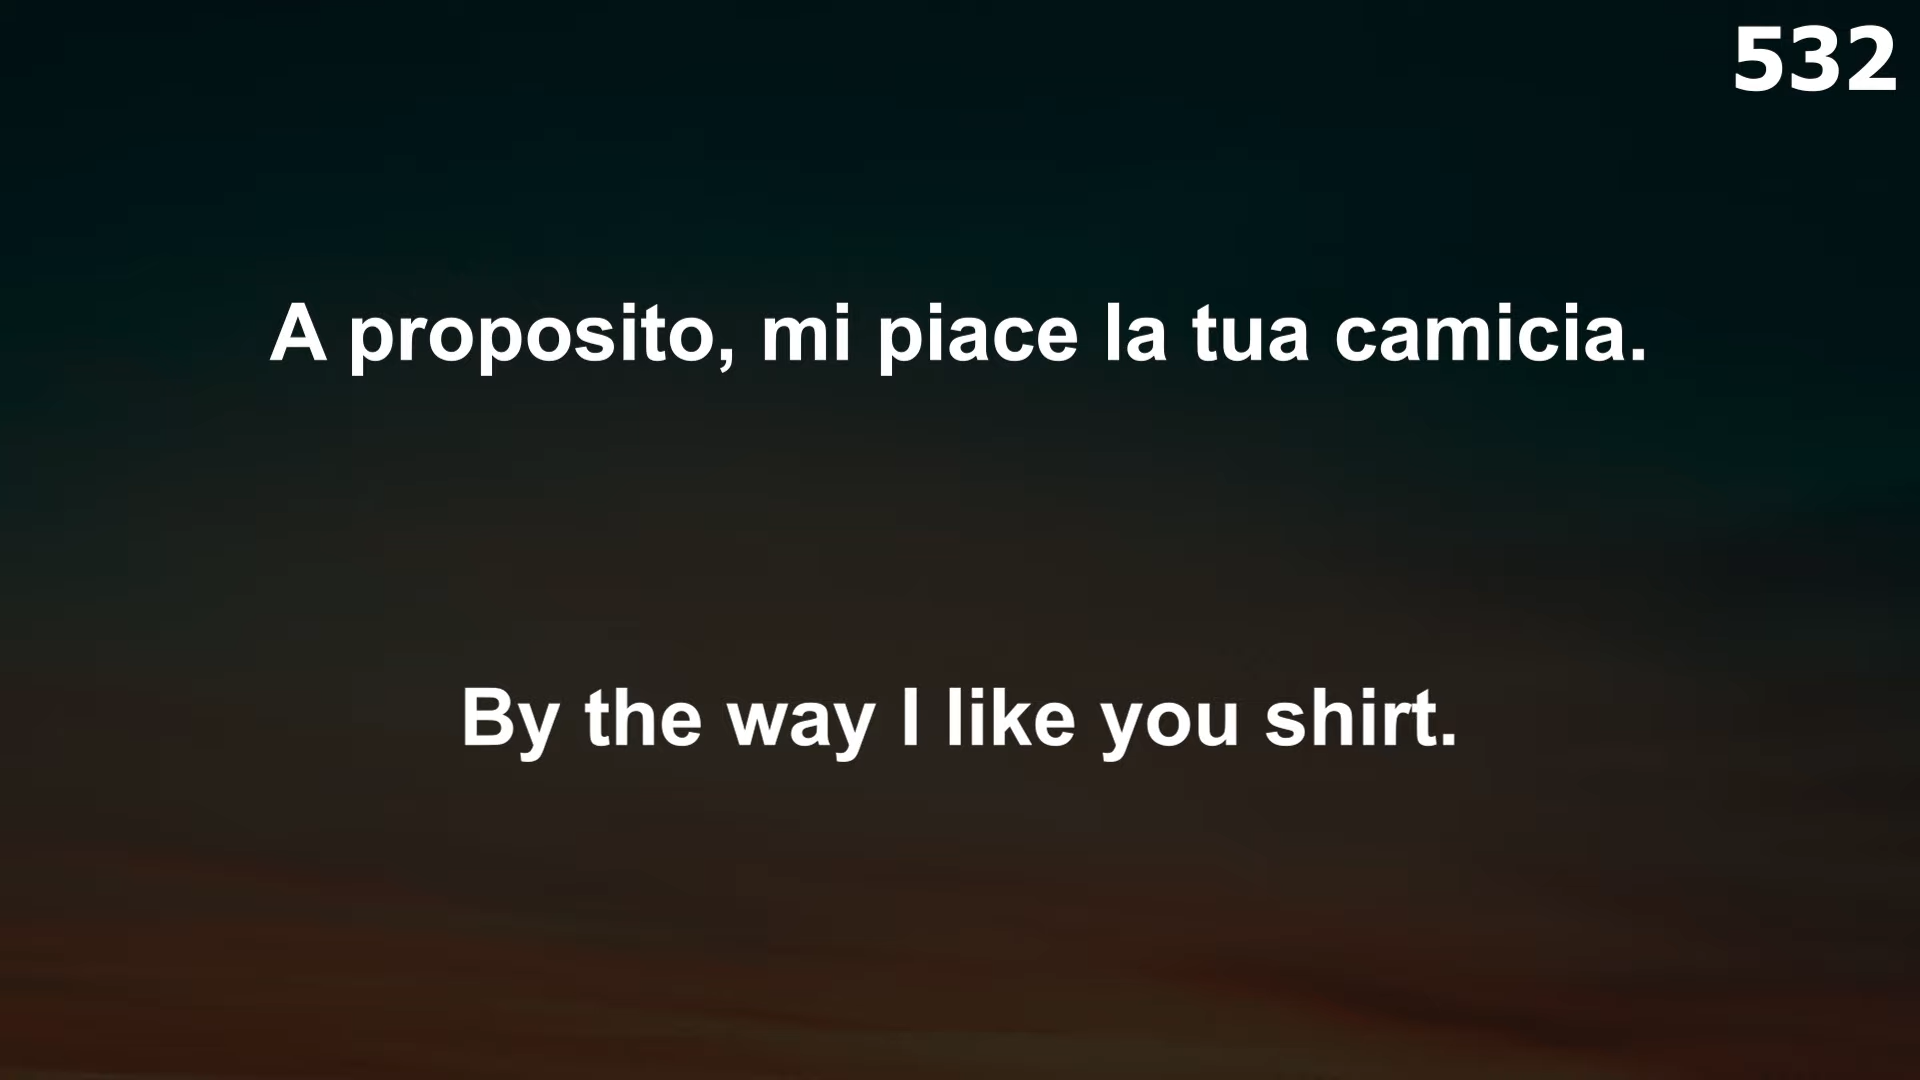 532
A proposito, mi piace la tua camicia.
By the way I like you shirt.